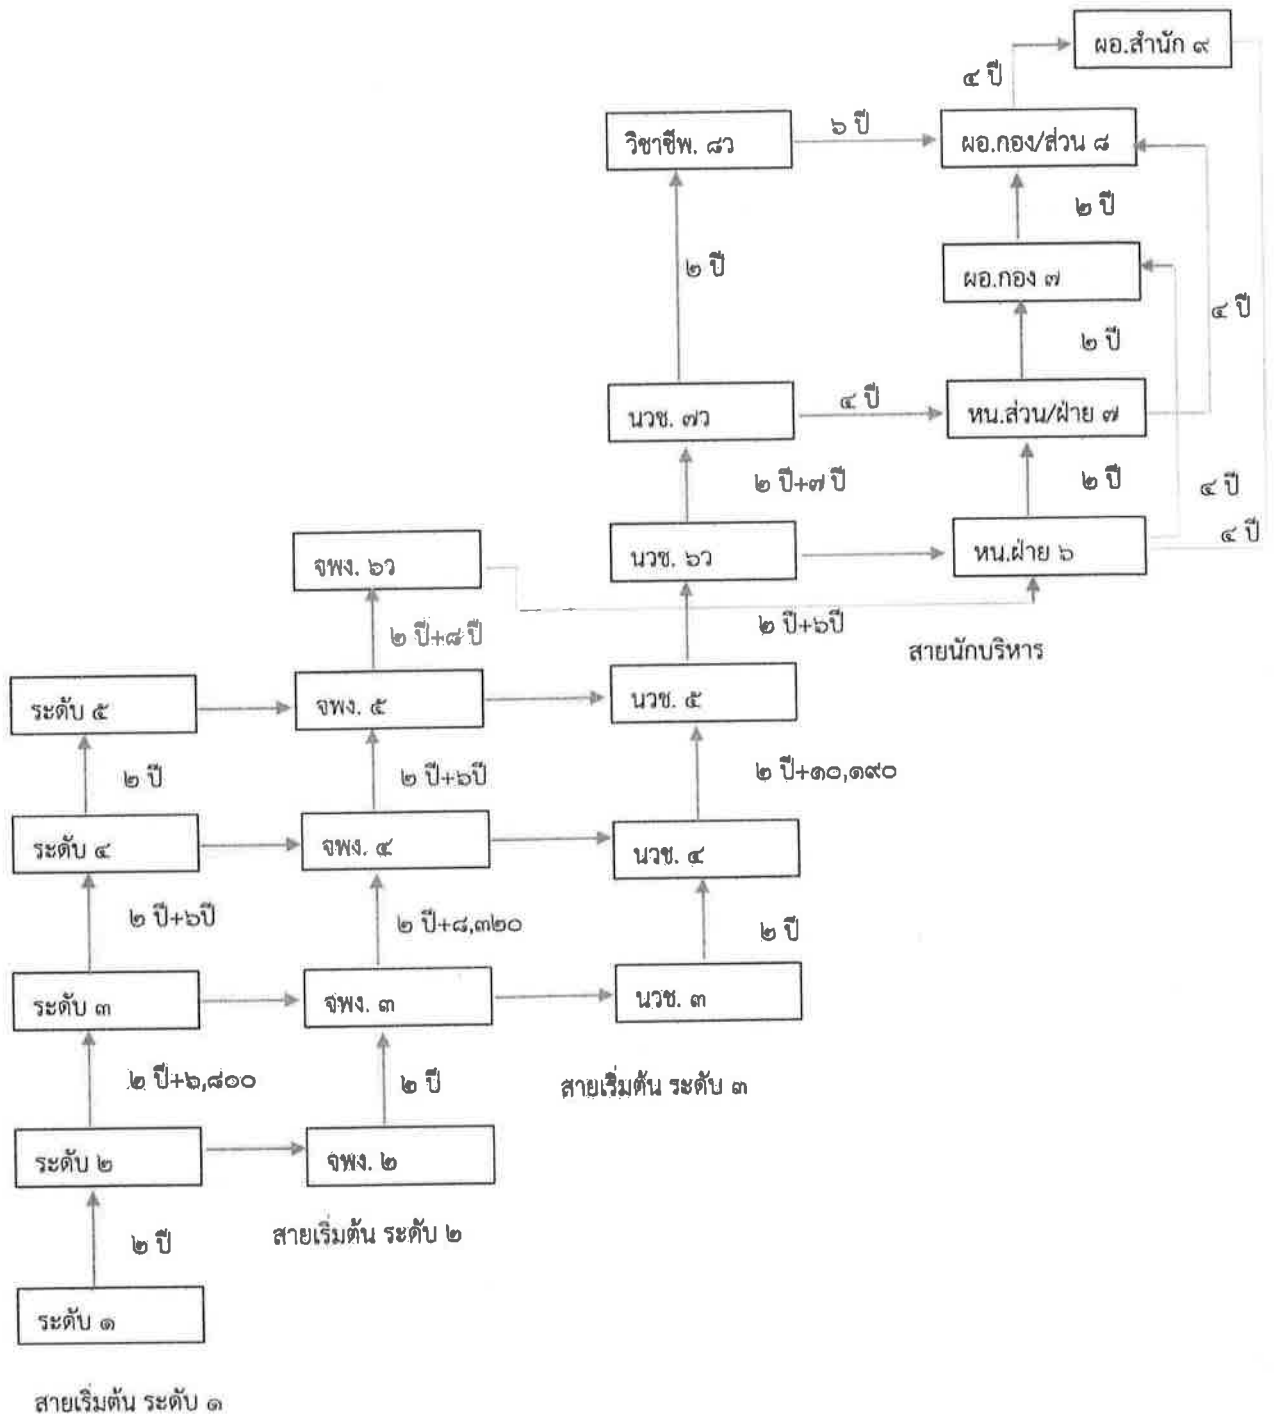 ผอ.สำนัก ๙
๔ ปี
วิชาชีพ. ๘ว
๖ ปี
ผอ.กอง/ส่วน ๘
๒ ปี
๒ ปี
ผอ.กอง ๗
๔ ปี
๒ ปี
นวช. ๗ว
๔ ปี
หน.ส่วน/ฝ่าย ๗
๒ ปี+๗ ปี
๒ ปี
๔ ปี
๔ ปี
จพง. ๖ว
นวช. ๖ว
หน.ฝ่าย ๖
๒ ปี+๘ ปี
๒ ปี+๖ปี
สายนักบริหาร
ระดับ ๕
จพง. ๕
นวช. ๕
๒ ปี
๒ ปี+๖ปี
๒ ปี+๑๐,๑๙๐
ระดับ ๔
จพง. ๕
นวช. ๔
๒ ปี+๖ปี
๒ ปี+๘,๓๒๐
๒ ปี
ระดับ ๓
จพง. ๓
นวช. ๓
๒ ปี+๖,๘๐๐
๒ ปี
สายเริ่มต้น ระดับ ๓
ระดับ ๒
จพง. ๒
๒ ปี
สายเริ่มต้น ระดับ ๒
ระดับ ๑
สายเริ่มต้น ระดับ ๑